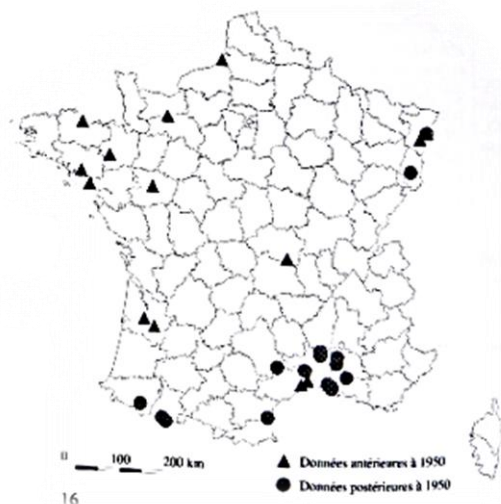 0 100 200 km
▲ Données antérieures à 1950
● Données postérieures à 1950
16